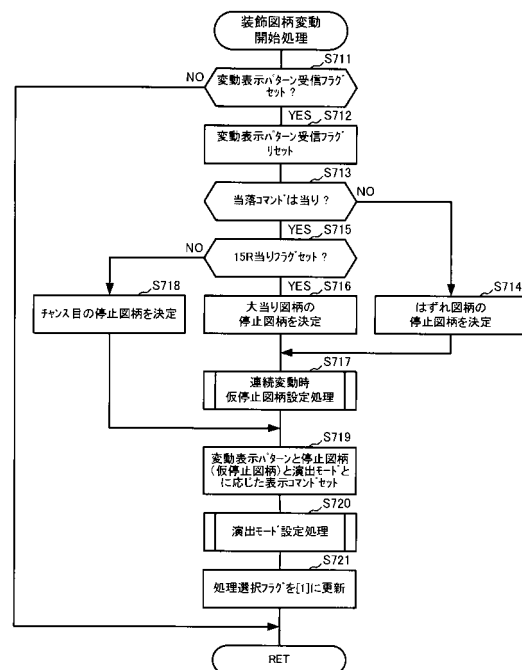 装飾図柄変動
開始処理
S711
NO
変動表示パターン受信フラグ
セット?
YES
S712
変動表示パターン受信フラグ
リセット
S713
当落コマンドは当り?
NO
YES
S715
NO
15R当りフラグセット?
S718
YES
S716
S714
チャンス目の停止図柄を決定
大当り図柄の
停止図柄を決定
はずれ図柄の
停止図柄を決定
S717
連続変動時
仮停止図柄設定処理
S719
変動表示パターンと停止図柄
(仮停止図柄)と演出モードと
に応じた表示コマンドセット
S720
演出モード設定処理
S721
処理選択フラグを[1]に更新
RET